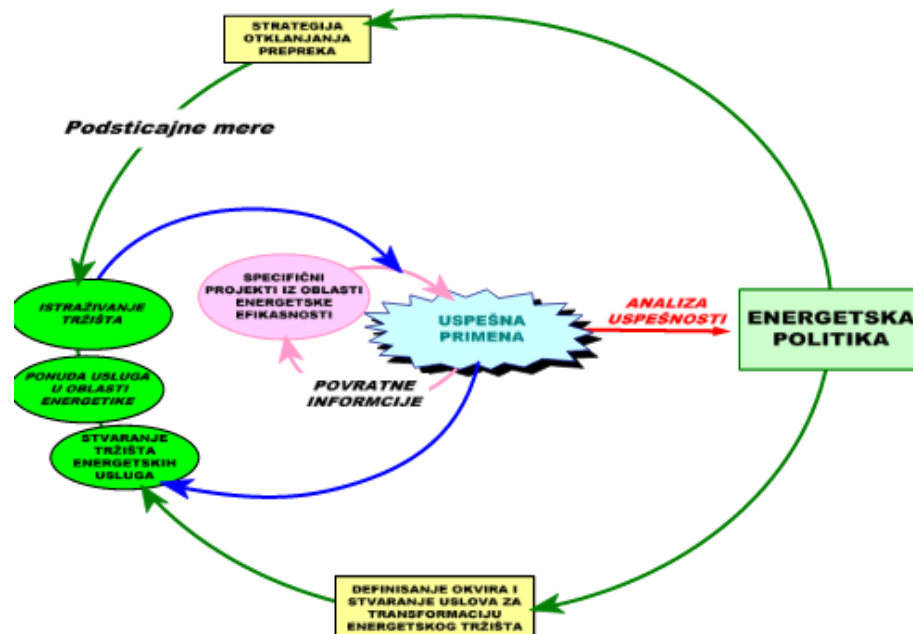 STRATEGIJA
OTKLANJANJA
PREPREKA
Podsticajne mere
SPECIFIČNI
PROJEKTI IZ OBLASTI
ENERGETSKE
EFIKASNOSTI
ISTRAŽIVANJE
TRŽIŠTA
USPEŠNA
PRIMENA
ANALIZA
USPEŠNOSTI
ENERGETSKA
POLITIKA
PONUDA USLUGA
U OBLASTI
ENERGETIKE
POVRATNE
INFORMCIJE
STVARANJE
TRŽIŠTA
ENERGETSKIH
USLUGA
DEFINISANJE OKVIRA I
STVARANJE USLOVA ZA
TRANSFORMACIJU
ENERGETSKOG TRŽIŠTA